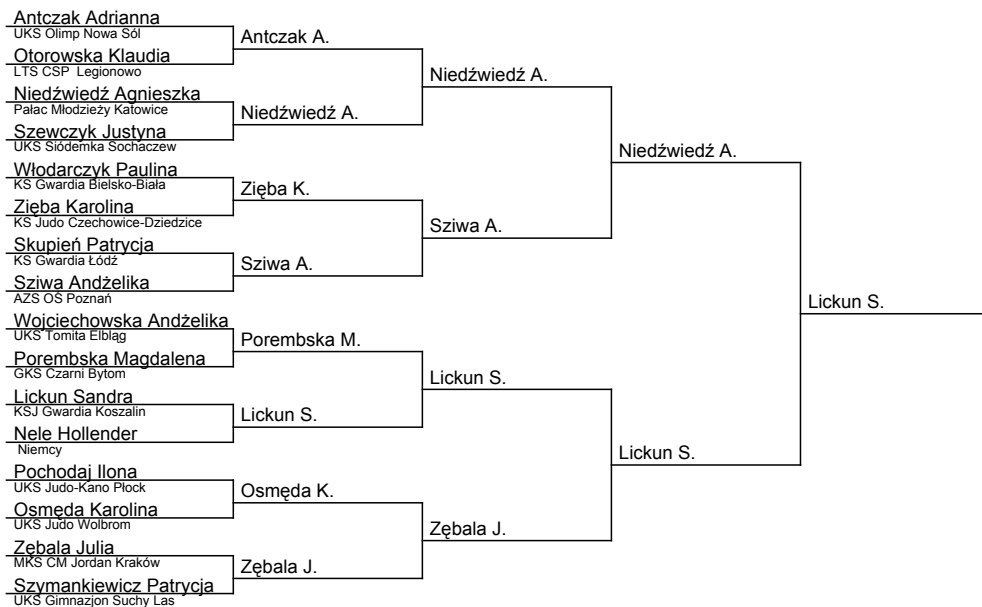 Antczak Adrianna
UKS Olimp Nowa Sól
Otorowska Klaudia
LTS CSP Legionowo
Niedźwiedź Agnieszka
Pałac Młodzieży Katowice
Szewczyk Justyna
UKS Siódemka Sochaczew
Włodarczyk Paulina
KS Gwardia Bielsko-Biała
Zięba Karolina
KS Judo Czechowice-Dziedzice
Skupień Patrycja
KS Gwardia Łódź
Sziwa Andżelika
AZS OŚ Poznań
Wojciechowska Andżelika
UKS Tomita Elbląg
Porembska Magdalena
GKS Czarni Bytom
Lickun Sandra
KSJ Gwardia Koszalin
Nele Hollender
Niemcy
Pochodaj Ilona
UKS Judo-Kano Płock
Osmęda Karolina
UKS Judo Wolbrom
Zębala Julia
MKS CM Jordan Kraków
Szymankiewicz Patrycja
UKS Gimnazjon Suchy Las
Antczak A.
Niedźwiedź A.
Zięba K.
Sziwa A.
Porembska M.
Lickun S.
Osmęda K.
Zębala J.
Niedźwiedź A.
Sziwa A.
Lickun S.
Zębala J.
Niedźwiedź A.
Lickun S.
Lickun S.